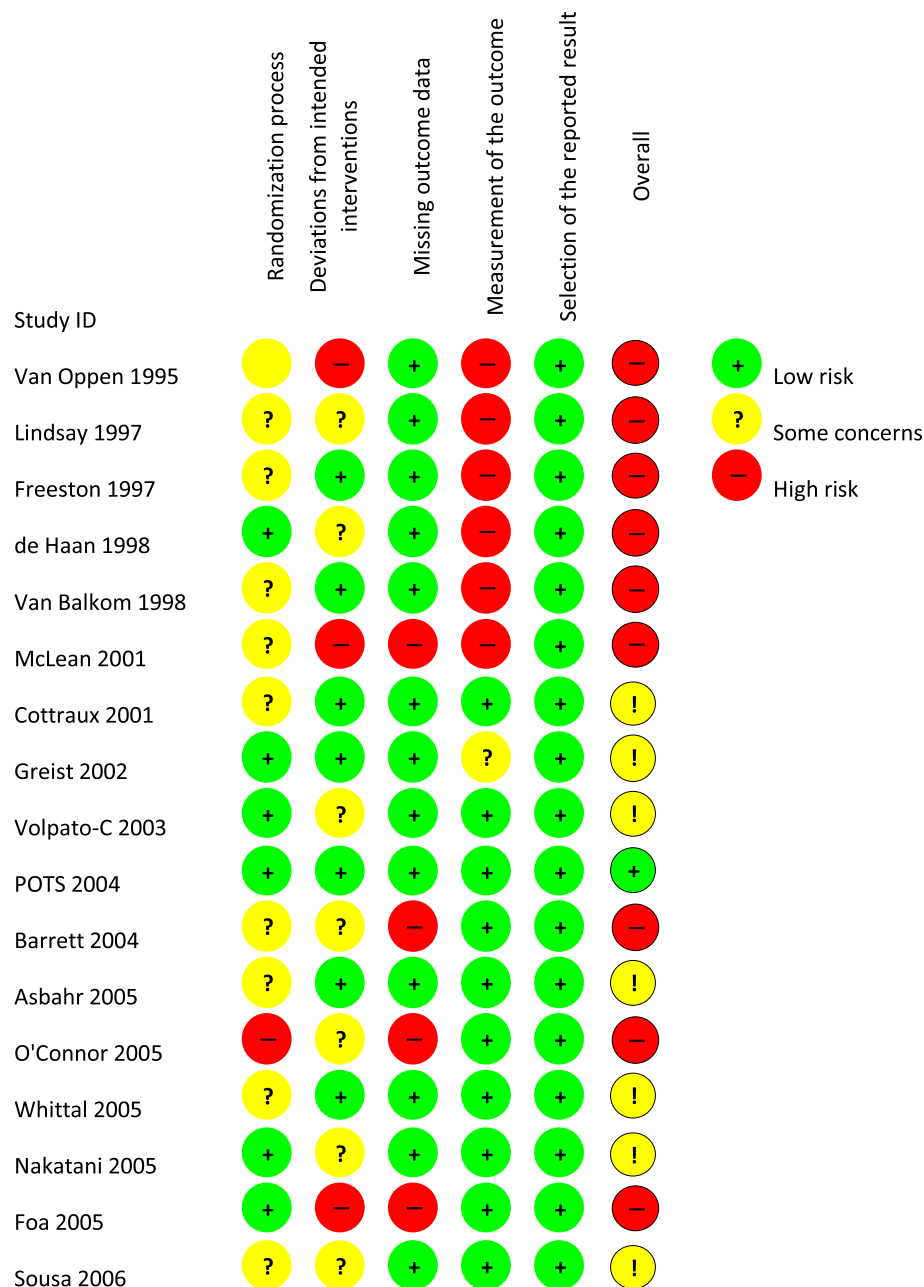 Randomization process
Deviations from intended
interventions
Missing outcome data
Measurement of the outcome
Selection of the reported result
Overall
Study ID
Van Oppen 1995 − + − + − + Low risk
Lindsay 1997 ? ? + − + − ? Some concerns
Freeston 1997 ? + + − + − − High risk
de Haan 1998 + ? + − + −
Van Balkom 1998 ? + + − + −
McLean 2001 ? − − − + −
Cottraux 2001 ? + + + + !
Greist 2002 + + + ? + !
Volpato-C 2003 + ? + + + !
POTS 2004 + + + + + +
Barrett 2004 ? ? − + + −
Asbahr 2005 ? + + + + !
O'Connor 2005 − ? − + + −
Whittal 2005 ? + + + + !
Nakatani 2005 + ? + + + !
Foa 2005 + − − + + −
Sousa 2006 ? ? + + + !